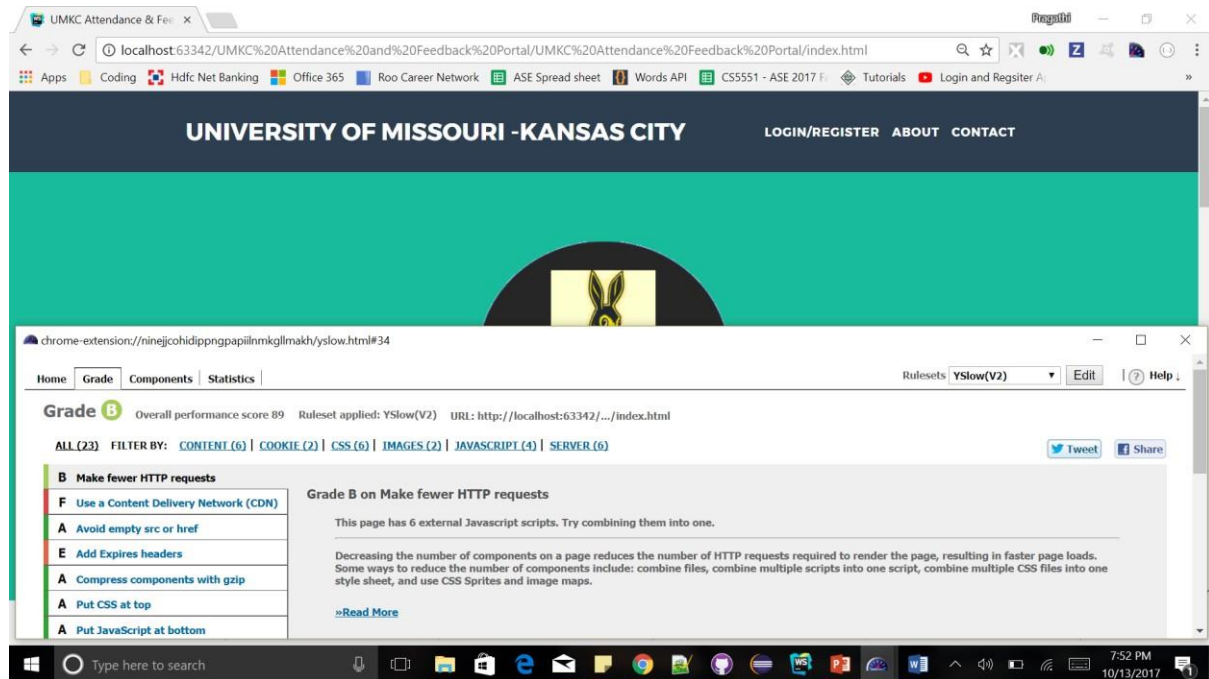 UMKC Attendance & Fee
Pragathi
localhost:63342/UMKC%20Attendance%20and%20Feedback%20Portal/UMKC%20Attendance%20Feedback%20Portal/index.html
Apps Coding Hdfc Net Banking Office 365 Roo Career Network ASE Spread sheet Words API CS5551 - ASE 2017 F Tutorials Login and Regsiter A »
UNIVERSITY OF MISSOURI -KANSAS CITY LOGIN/REGISTER ABOUT CONTACT
chrome-extension://ninejjcohidippngpapiilnmkgllmakh/yslow.html#34
Home Grade Components Statistics Rulesets YSlow(V2) Edit ? Help ↓
Grade B Overall performance score 89 Ruleset applied: YSlow(V2) URL: http://localhost:63342/.../index.html
ALL (23) FILTER BY: CONTENT (6) | COOKIE (2) | CSS (6) | IMAGES (2) | JAVASCRIPT (4) | SERVER (6) Tweet Share
B Make fewer HTTP requests
F Use a Content Delivery Network (CDN)
A Avoid empty src or href
E Add Expires headers
A Compress components with gzip
A Put CSS at top
A Put JavaScript at bottom
Grade B on Make fewer HTTP requests
This page has 6 external Javascript scripts. Try combining them into one.
Decreasing the number of components on a page reduces the number of HTTP requests required to render the page, resulting in faster page loads.
Some ways to reduce the number of components include: combine files, combine multiple scripts into one script, combine multiple CSS files into one
style sheet, and use CSS Sprites and image maps.
»Read More
Type here to search
7:52 PM
10/13/2017